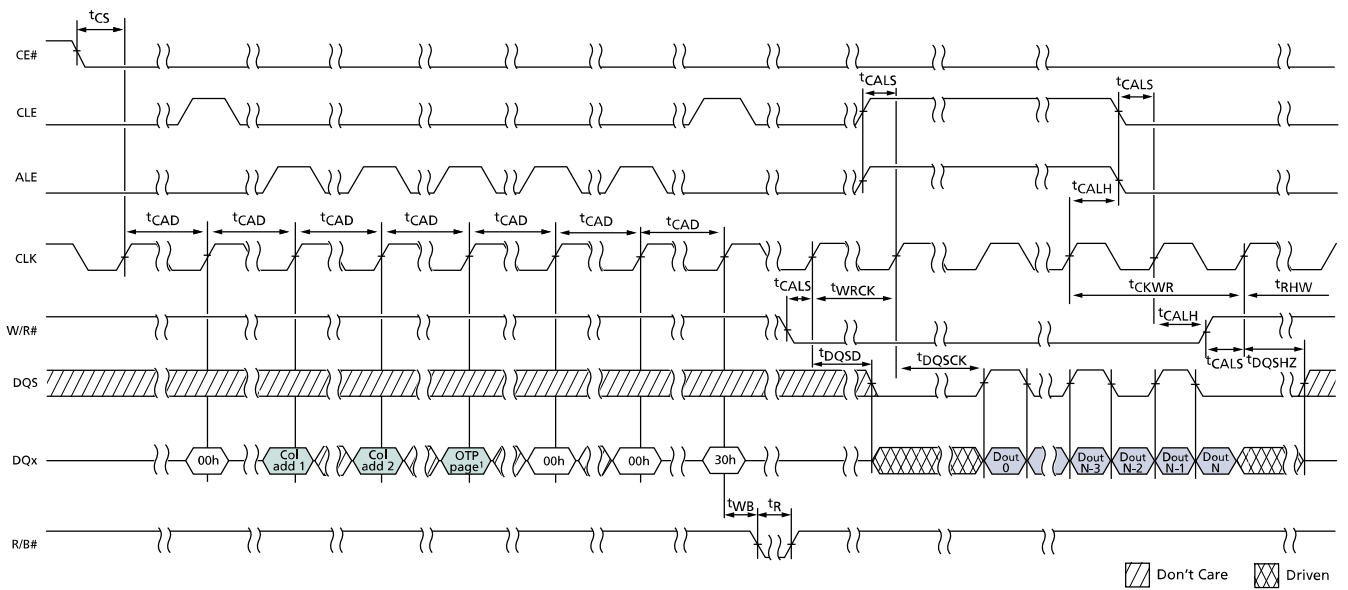 tCS
CE#
tCALS
tCALS
CLE
ALE
tCALH
tCAD
tCAD
tCAD
tCAD
tCAD
tCAD
tCAD
CLK
tCALS
tWRCK
tCKWR
tRHW
tCALH
W/R#
tDQSD
tDQSCK
tCALS
tDQSHZ
DQS
DQx
00h
Col
add 1
Col
add 2
OTP
page1
00h
00h
30h
Dout
0
Dout
N-3
Dout
N-2
Dout
N-1
Dout
N
tWB
tR
R/B#
Don't Care
Driven